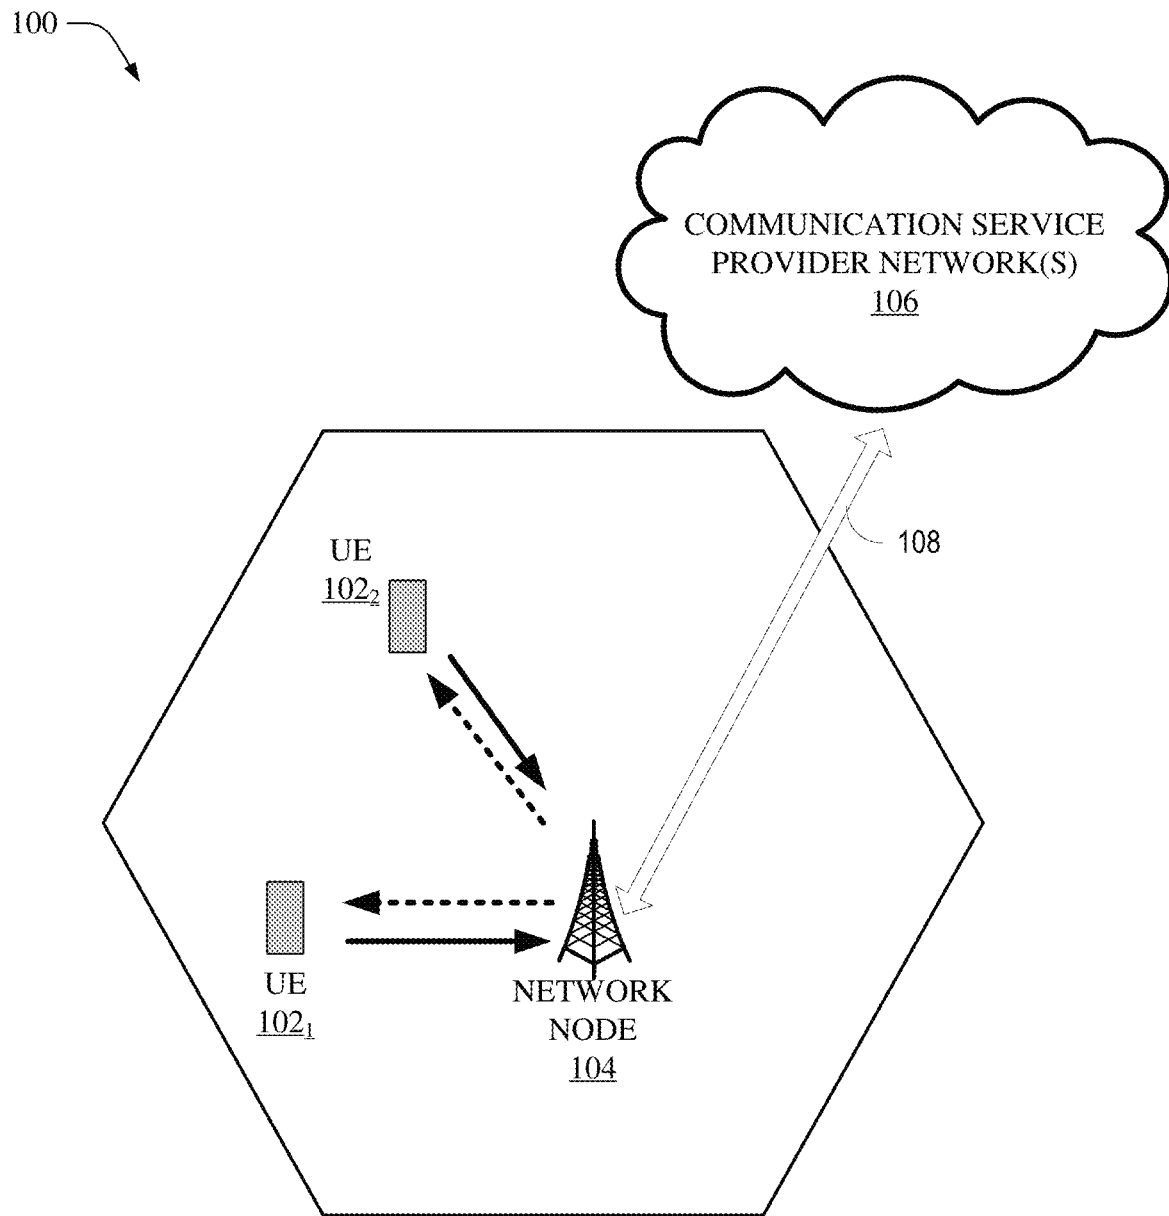 100
COMMUNICATION SERVICE
PROVIDER NETWORK(S)
106
108
UE
102₂
UE
102₁
NETWORK
NODE
104